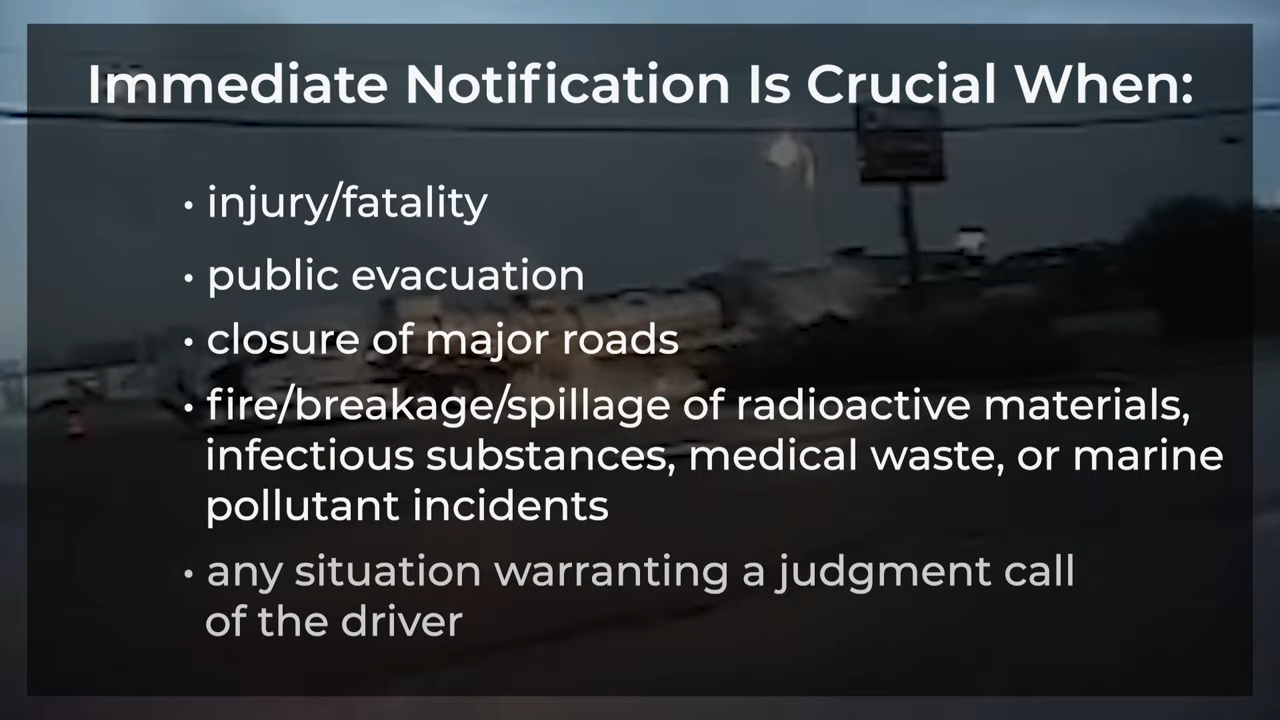 Immediate Notification Is Crucial When:
• injury/fatality
• public evacuation
• closure of major roads
• fire/breakage/spillage of radioactive materials,
infectious substances, medical waste, or marine
pollutant incidents
• any situation warranting a judgment call
of the driver